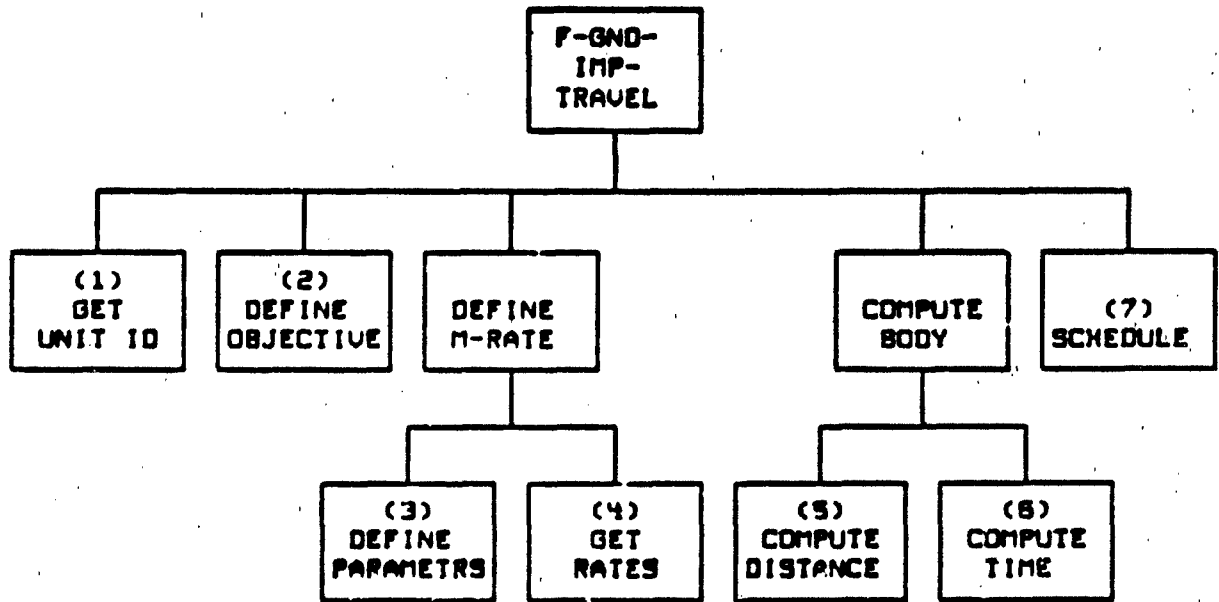 F-GND-
IMP-
TRAVEL
(1)
GET
UNIT ID
(2)
DEFINE
OBJECTIVE
DEFINE
M-RATE
COMPUTE
BODY
(7)
SCHEDULE
(3)
DEFINE
PARAMETRS
(4)
GET
RATES
(5)
COMPUTE
DISTANCE
(6)
COMPUTE
TIME